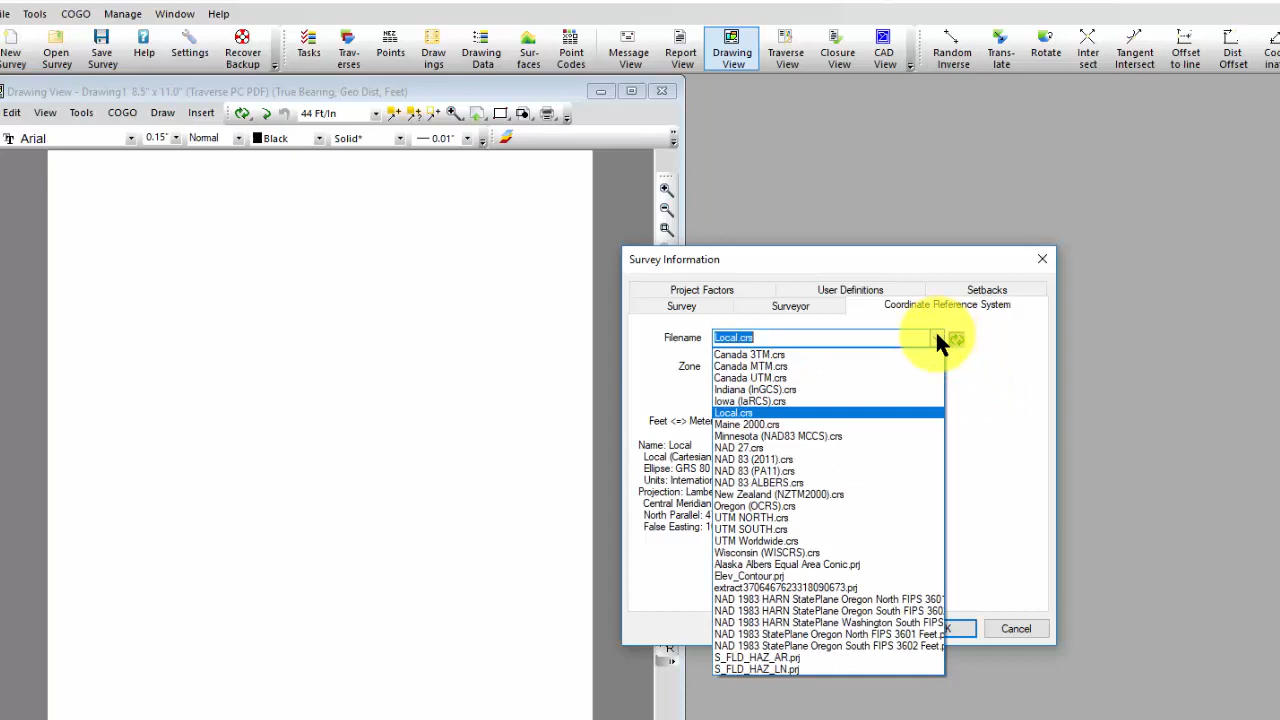 File Tools COGO Manage Window Help
New Survey
Open Survey
Save Survey
Help
Settings
Recover Backup
Tasks
Trav-erses
Points
Draw ings
Drawing Data
Sur-faces
Point Codes
Message View
Report View
Drawing View
Traverse View
Closure View
CAD View
Random Inverse
Trans-late
Rotate
Inter sect
Tangent Intersect
Offset to line
Dist Offset
Drawing View - Drawing1 8.5" x 11.0" (Traverse PC PDF) (True Bearing, Geo Dist, Feet)
Edit View Tools COGO Draw Insert 44 Ft/In
Arial 0.15" Normal Black Solid* 0.01"
Survey Information
Project Factors User Definitions Setbacks
Survey Surveyor Coordinate Reference System
Filename Local.crs
Zone
Feet <=> Meter
Name: Local
Local (Cartesian
Ellipse: GRS 80
Units: Internation
Projection: Lambe
Central Meridian
North Parallel: 4
False Easting: 1
Canada 3TM.crs
Canada MTM.crs
Canada UTM.crs
Indiana (InGCS).crs
Iowa (IaRCS).crs
Local.crs
Maine 2000.crs
Minnesota (NAD83 MCCS).crs
NAD 27.crs
NAD 83 (2011).crs
NAD 83 (PA11).crs
NAD 83 ALBERS.crs
New Zealand (NZTM2000).crs
Oregon (OCRS).crs
UTM NORTH.crs
UTM SOUTH.crs
UTM Worldwide.crs
Wisconsin (WISCRS).crs
Alaska Albers Equal Area Conic.prj
Elev_Contour.prj
extract3706467623318090673.prj
NAD 1983 HARN StatePlane Oregon North FIPS 3601
NAD 1983 HARN StatePlane Oregon South FIPS 360
NAD 1983 HARN StatePlane Washington South FIPS
NAD 1983 StatePlane Oregon North FIPS 3601 Feet.p
NAD 1983 StatePlane Oregon South FIPS 3602 Feet.p
S_FLD_HAZ_AR.prj
S_FLD_HAZ_LN.prj
K Cancel